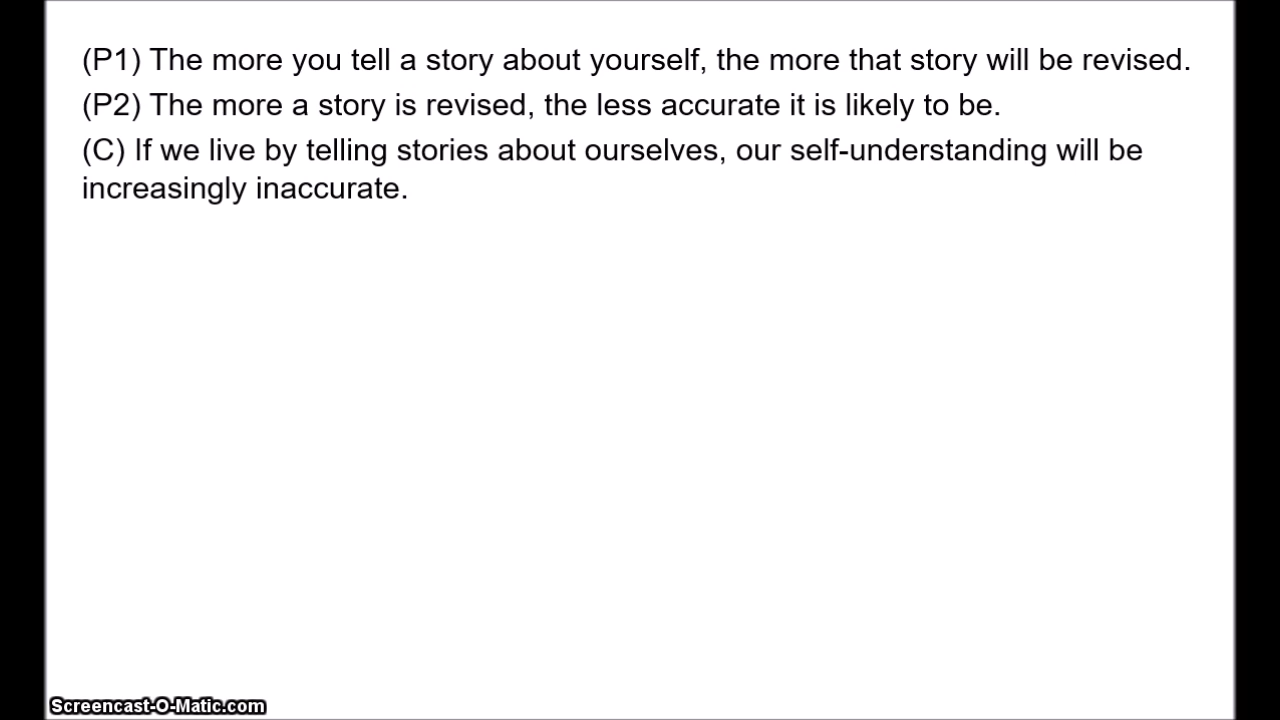 (P1) The more you tell a story about yourself, the more that story will be revised.
(P2) The more a story is revised, the less accurate it is likely to be.
(C) If we live by telling stories about ourselves, our self-understanding will be
increasingly inaccurate.
Screencast-O-Matic.com